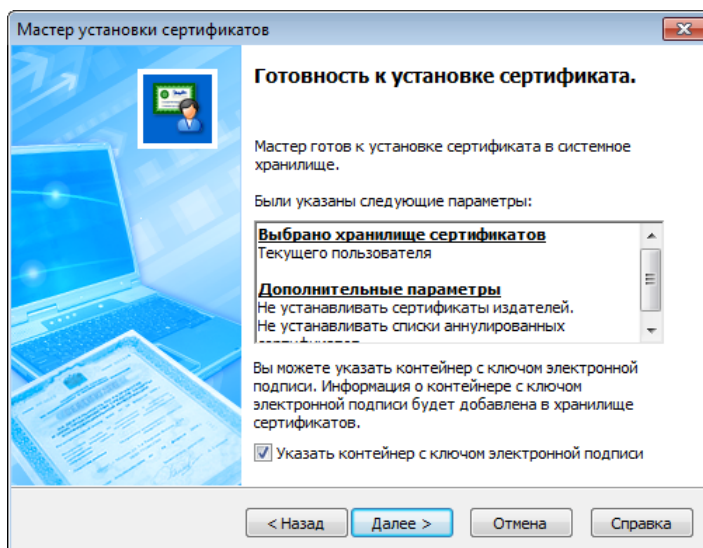 Мастер установки сертификатов
Готовность к установке сертификата.
Мастер готов к установке сертификата в системное
хранилище.
Были указаны следующие параметры:
Выбрано хранилище сертификатов
Текущего пользователя
Дополнительные параметры
Не устанавливать сертификаты издателей.
Не устанавливать списки аннулированных
Вы можете указать контейнер с ключом электронной
подписи. Информация о контейнере с ключом
электронной подписи будет добавлена в хранилище
сертификатов.
Указать контейнер с ключом электронной подписи
< Назад
Далее >
Отмена
Справка